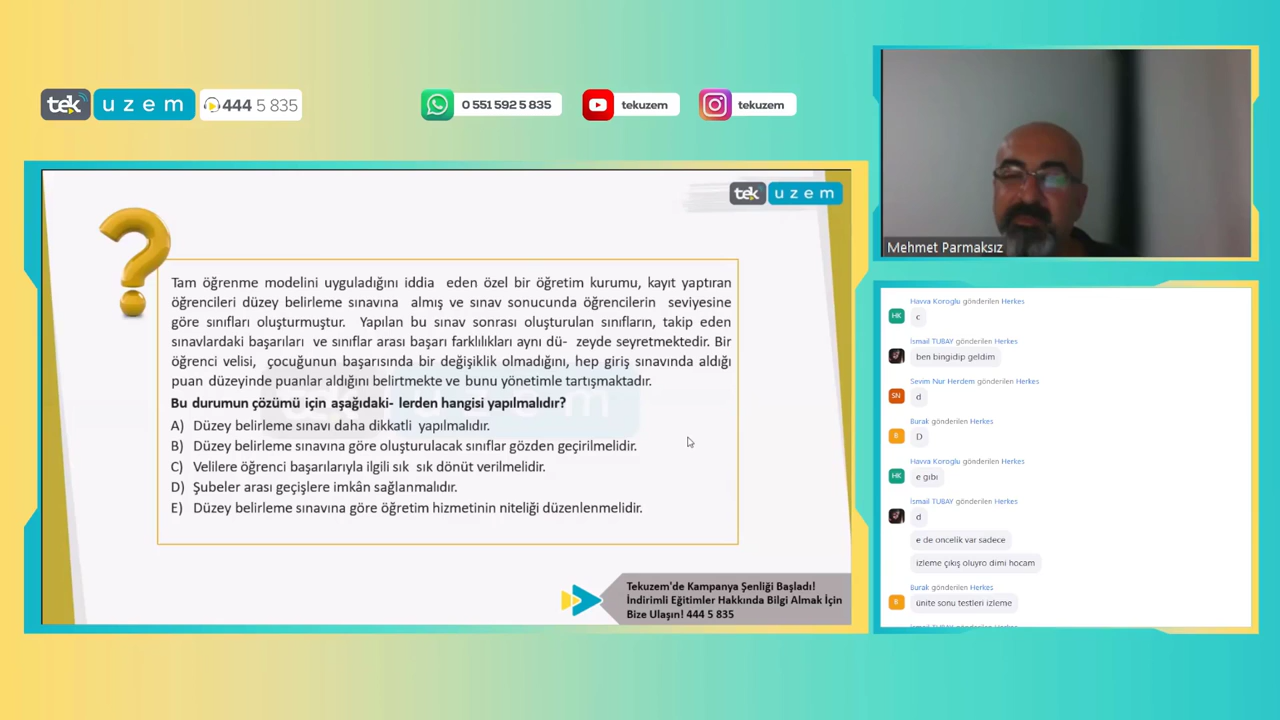 tek uzem 444 5 835
0 551 592 5 835
tekuzem
tekuzem
tek uzem
Tam öğrenme modelini uyguladığını iddia eden özel bir öğretim kurumu, kayıt yaptıran
öğrencileri düzey belirleme sınavına almış ve sınav sonucunda öğrencilerin seviyesine
göre sınıfları oluşturmuştur. Yapılan bu sınav sonrası oluşturulan sınıfların, takip eden
sınavlardaki başarıları ve sınıflar arası başarı farklılıkları aynı dü- zeyde seyretmektedir. Bir
öğrenci velisi, çocuğunun başarısında bir değişiklik olmadığını, hep giriş sınavında aldığı
puan düzeyinde puanlar aldığını belirtmekte ve bunu yönetimle tartışmaktadır.
Bu durumun çözümü için aşağıdaki- lerden hangisi yapılmalıdır?
A) Düzey belirleme sınavı daha dikkatli yapılmalıdır.
B) Düzey belirleme sınavına göre oluşturulacak sınıflar gözden geçirilmelidir.
C) Velilere öğrenci başarılarıyla ilgili sık sık dönüt verilmelidir.
D) Şubeler arası geçişlere imkân sağlanmalıdır.
E) Düzey belirleme sınavına göre öğretim hizmetinin niteliği düzenlenmelidir.
Tekuzem'de Kampanya Şenliği Başladı!
İndirimli Eğitimler Hakkında Bilgi Almak İçin
Bize Ulaşın! 444 5 835
Mehmet Parmaksız
Havva Koroglu gönderilen Herkes
HK c
İsmail TUBAY gönderilen Herkes
ben bingidip geldim
Sevim Nur Herdem gönderilen Herkes
SN d
Burak gönderilen Herkes
B D
Havva Koroglu gönderilen Herkes
HK e gıbı
İsmail TUBAY gönderilen Herkes
d
e de oncelik var sadece
izleme çıkış oluyro dimi hocam
Burak gönderilen Herkes
B ünite sonu testleri izleme